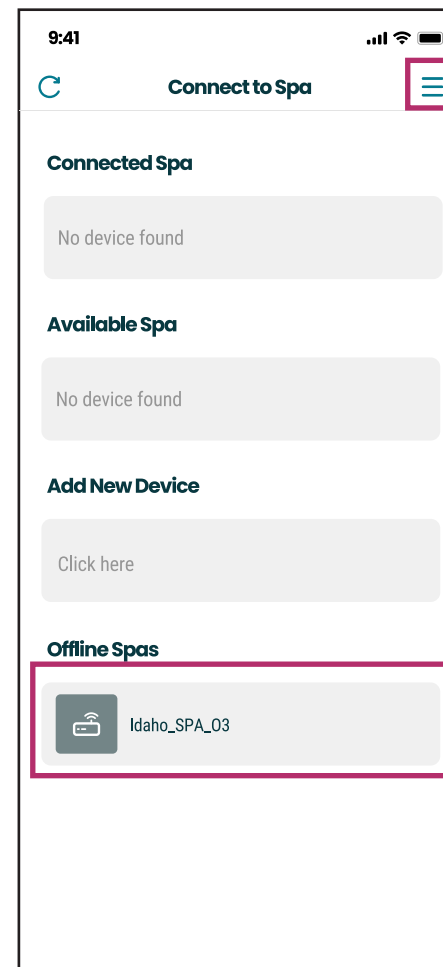 9:41
Connect to Spa
Connected Spa
No device found
Available Spa
No device found
Add New Device
Click here
Offline Spas
Idaho_SPA_03